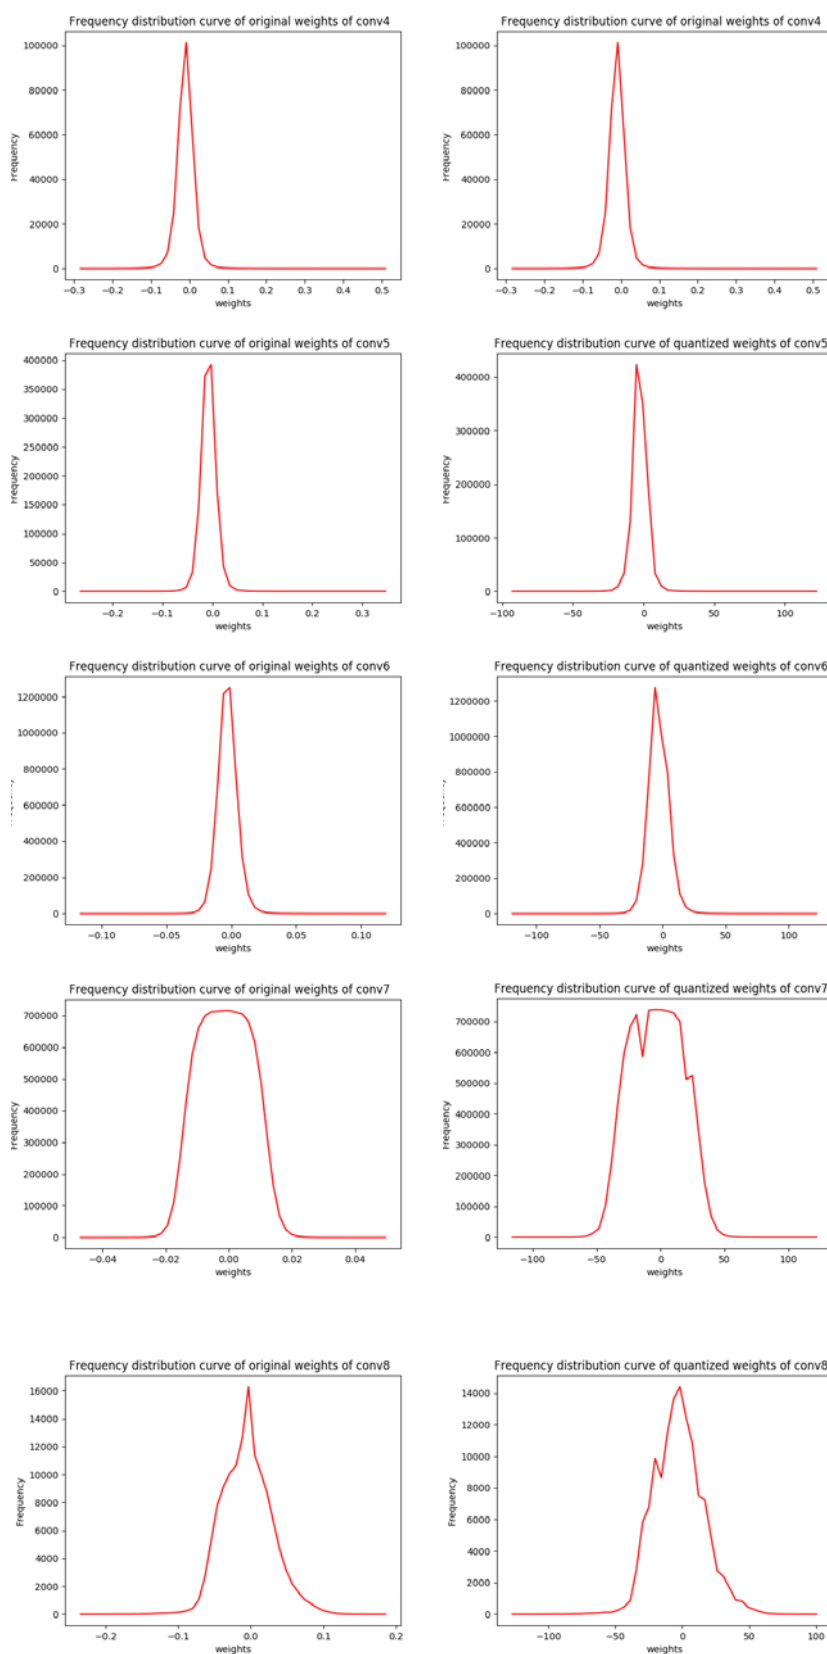 Frequency distribution curve of original weights of conv4
100000
80000
60000
40000
20000
0
Frequency
−0.3 −0.2 −0.1 0.0 0.1 0.2 0.3 0.4 0.5
weights
Frequency distribution curve of original weights of conv4
100000
80000
60000
40000
20000
0
Frequency
−0.3 −0.2 −0.1 0.0 0.1 0.2 0.3 0.4 0.5
weights
Frequency distribution curve of original weights of conv5
400000
350000
300000
250000
200000
150000
100000
50000
0
Frequency
−0.2 −0.1 0.0 0.1 0.2 0.3
weights
Frequency distribution curve of quantized weights of conv5
400000
300000
200000
100000
0
Frequency
−100 −50 0 50 100
weights
Frequency distribution curve of original weights of conv6
1200000
1000000
800000
600000
400000
200000
0
−0.10 −0.05 0.00 0.05 0.10
weights
Frequency distribution curve of quantized weights of conv6
1200000
1000000
800000
600000
400000
200000
0
−100 −50 0 50 100
weights
Frequency distribution curve of original weights of conv7
700000
600000
500000
400000
300000
200000
100000
0
Frequency
−0.04 −0.02 0.00 0.02 0.04
weights
Frequency distribution curve of quantized weights of conv7
700000
600000
500000
400000
300000
200000
100000
0
Frequency
−100 −50 0 50 100
weights
Frequency distribution curve of original weights of conv8
16000
14000
12000
10000
8000
6000
4000
2000
0
Frequency
−0.2 −0.1 0.0 0.1 0.2
weights
Frequency distribution curve of quantized weights of conv8
14000
12000
10000
8000
6000
4000
2000
0
Frequency
−100 −50 0 50 100
weights